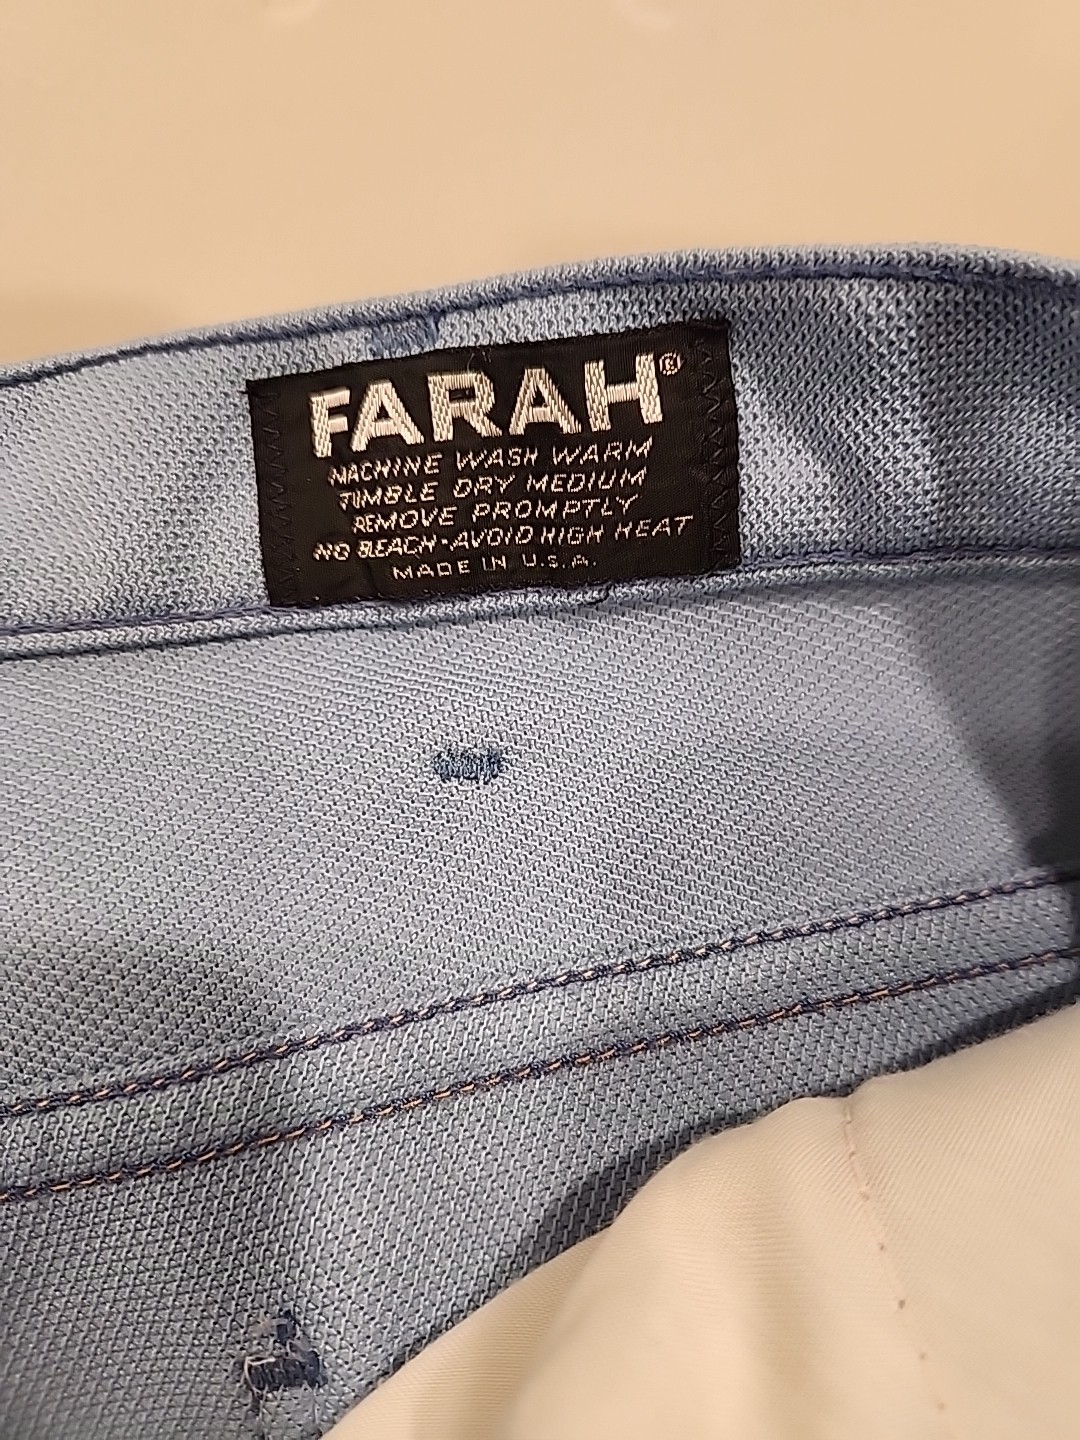 FARAH®
MACHINE WASH WARM
TUMBLE DRY MEDIUM
REMOVE PROMPTLY
NO BLEACH·AVOID HIGH HEAT
MADE IN U.S.A.